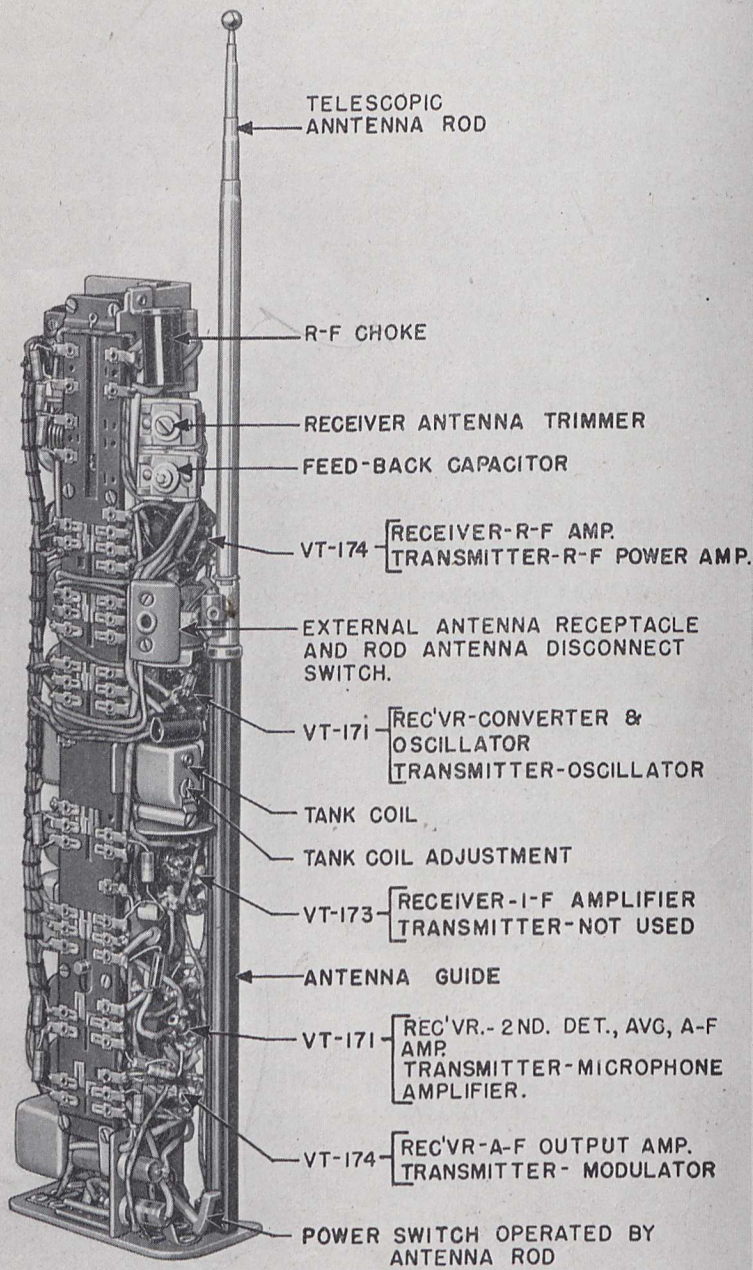 TELESCOPIC
ANNTENNA ROD
R-F CHOKE
RECEIVER ANTENNA TRIMMER
FEED-BACK CAPACITOR
VT-174
RECEIVER-R-F AMP.
TRANSMITTER-R-F POWER AMP.
EXTERNAL ANTENNA RECEPTACLE
AND ROD ANTENNA DISCONNECT
SWITCH.
VT-171
REC'VR-CONVERTER &
OSCILLATOR
TRANSMITTER-OSCILLATOR
TANK COIL
TANK COIL ADJUSTMENT
VT-173
RECEIVER-I-F AMPLIFIER
TRANSMITTER-NOT USED
ANTENNA GUIDE
VT-171
REC'VR.-2ND. DET., AVG, A-F
AMP.
TRANSMITTER-MICROPHONE
AMPLIFIER.
VT-174
REC'VR-A-F OUTPUT AMP.
TRANSMITTER- MODULATOR
POWER SWITCH OPERATED BY
ANTENNA ROD